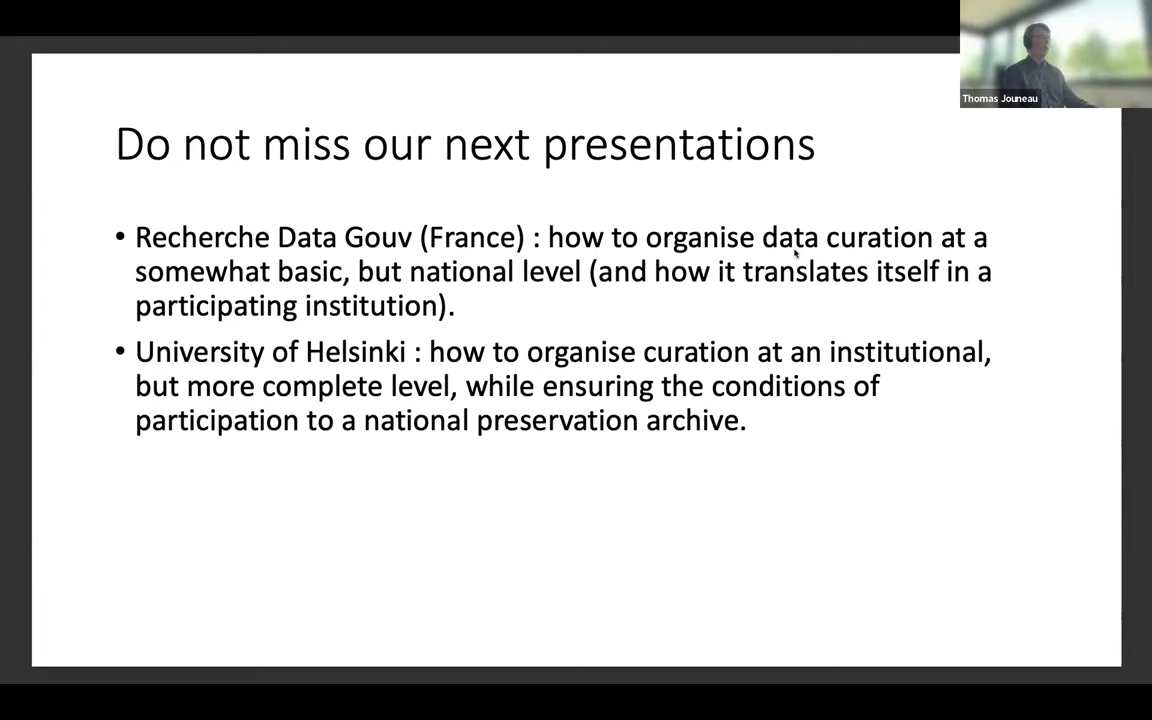 Thomas Jouneau
Do not miss our next presentations
• Recherche Data Gouv (France) : how to organise data curation at a
somewhat basic, but national level (and how it translates itself in a
participating institution).
• University of Helsinki : how to organise curation at an institutional,
but more complete level, while ensuring the conditions of
participation to a national preservation archive.